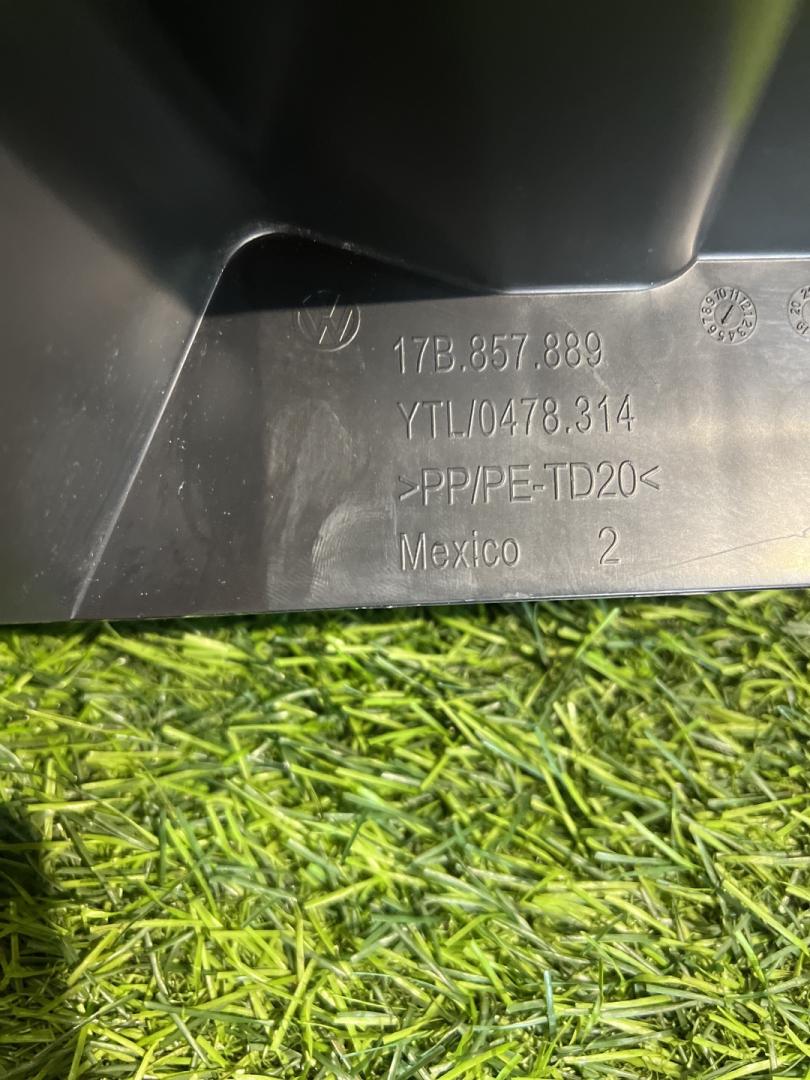 17B.857.889
YTL/0478.314
>PP/PE-TD20<
Mexico 2